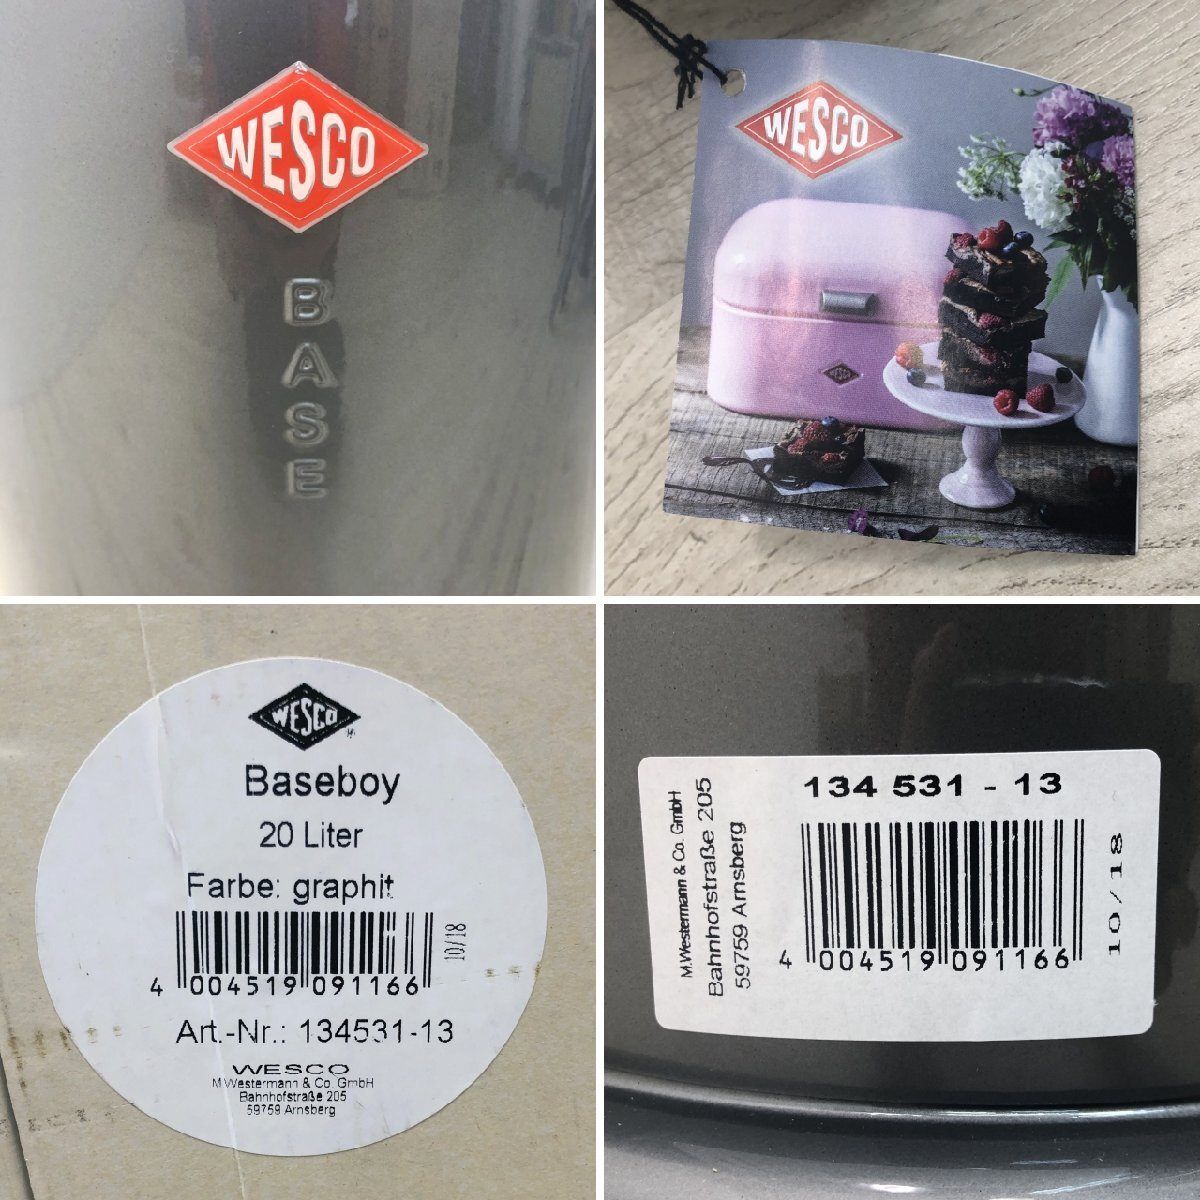 WESCO
BASE
WESCO
WESCO
WESCO
Baseboy
20 Liter
Farbe: graphit
10/18
4 004519 091166
Art.-Nr.: 134531-13
WESCO
M.Westermann & Co. GmbH
Bahnhofstraße 205
59759 Arnsberg
134 531 - 13
M.Westermann & Co. GmbH
Bahnhofstraße 205
59759 Arnsberg
4 004519 091166
10/18